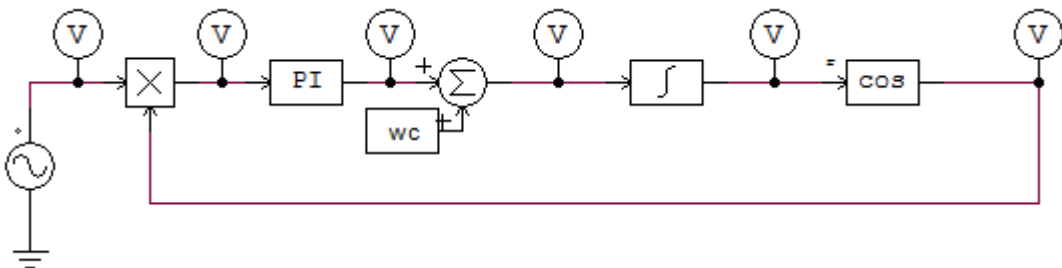 V V V V V V
PI + Σ ∫ = cos
wc +